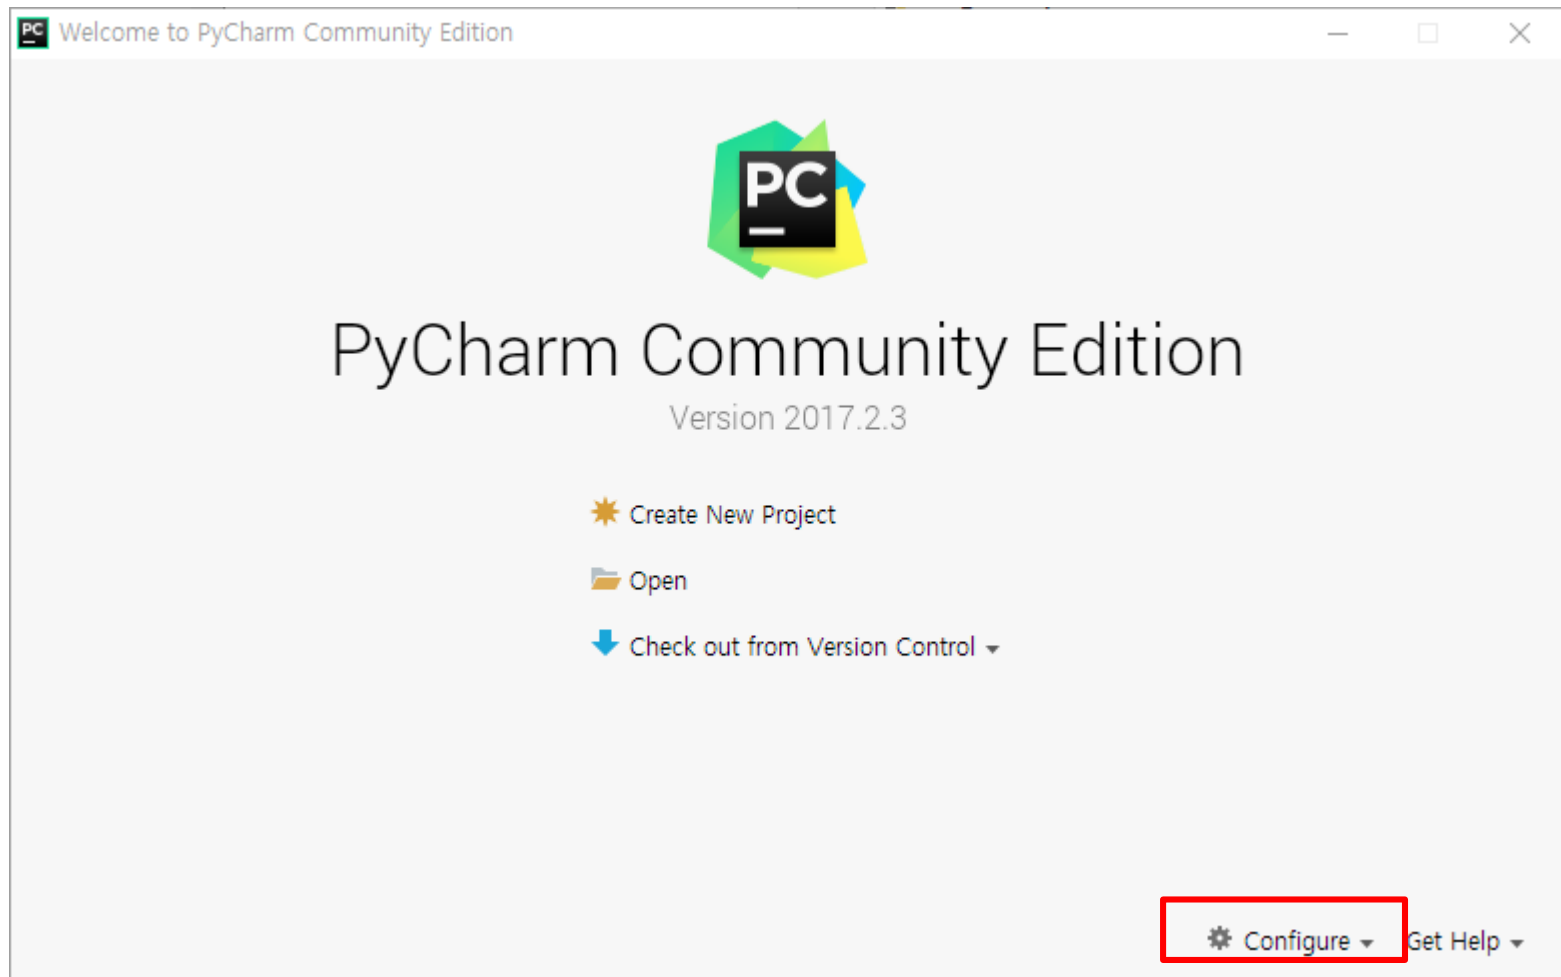 PC Welcome to PyCharm Community Edition
PC
PyCharm Community Edition
Version 2017.2.3
Create New Project
Open
Check out from Version Control
Configure Get Help